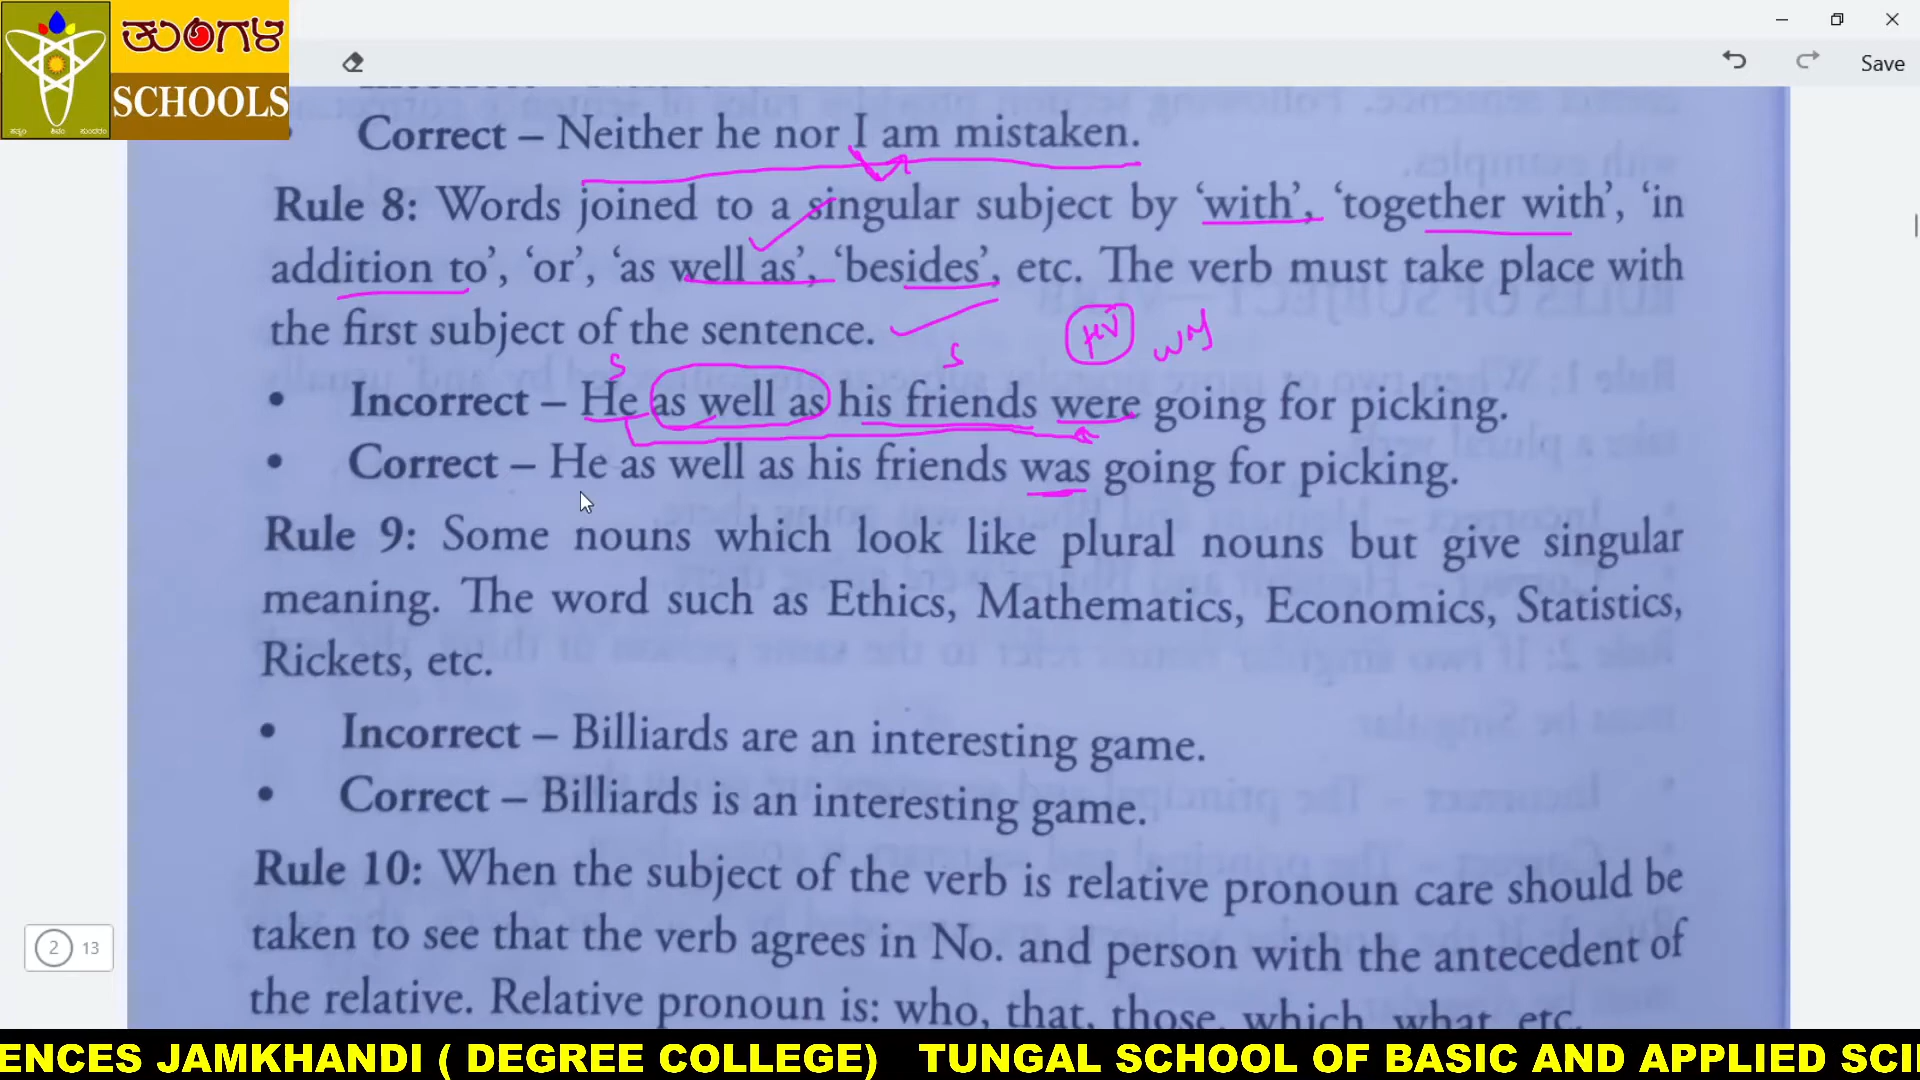 ತುಂಗಳ
SCHOOLS
ಸತ್ಯಂ ಶಿವಂ ಸುಂದರಂ
Save
Correct – Neither he nor I am mistaken.
Rule 8: Words joined to a singular subject by ‘with’, ‘together with’, ‘in
addition to’, ‘or’, ‘as well as’, ‘besides’, etc. The verb must take place with
the first subject of the sentence.
HV
S S
Incorrect – He as well as his friends were going for picking.
Correct – He as well as his friends was going for picking.
Rule 9: Some nouns which look like plural nouns but give singular
meaning. The word such as Ethics, Mathematics, Economics, Statistics,
Rickets, etc.
Incorrect – Billiards are an interesting game.
Correct – Billiards is an interesting game.
Rule 10: When the subject of the verb is relative pronoun care should be
taken to see that the verb agrees in No. and person with the antecedent of
the relative. Relative pronoun is: who, that, those, which, what, etc.
2 13
ENCES JAMKHANDI ( DEGREE COLLEGE) TUNGAL SCHOOL OF BASIC AND APPLIED SCI